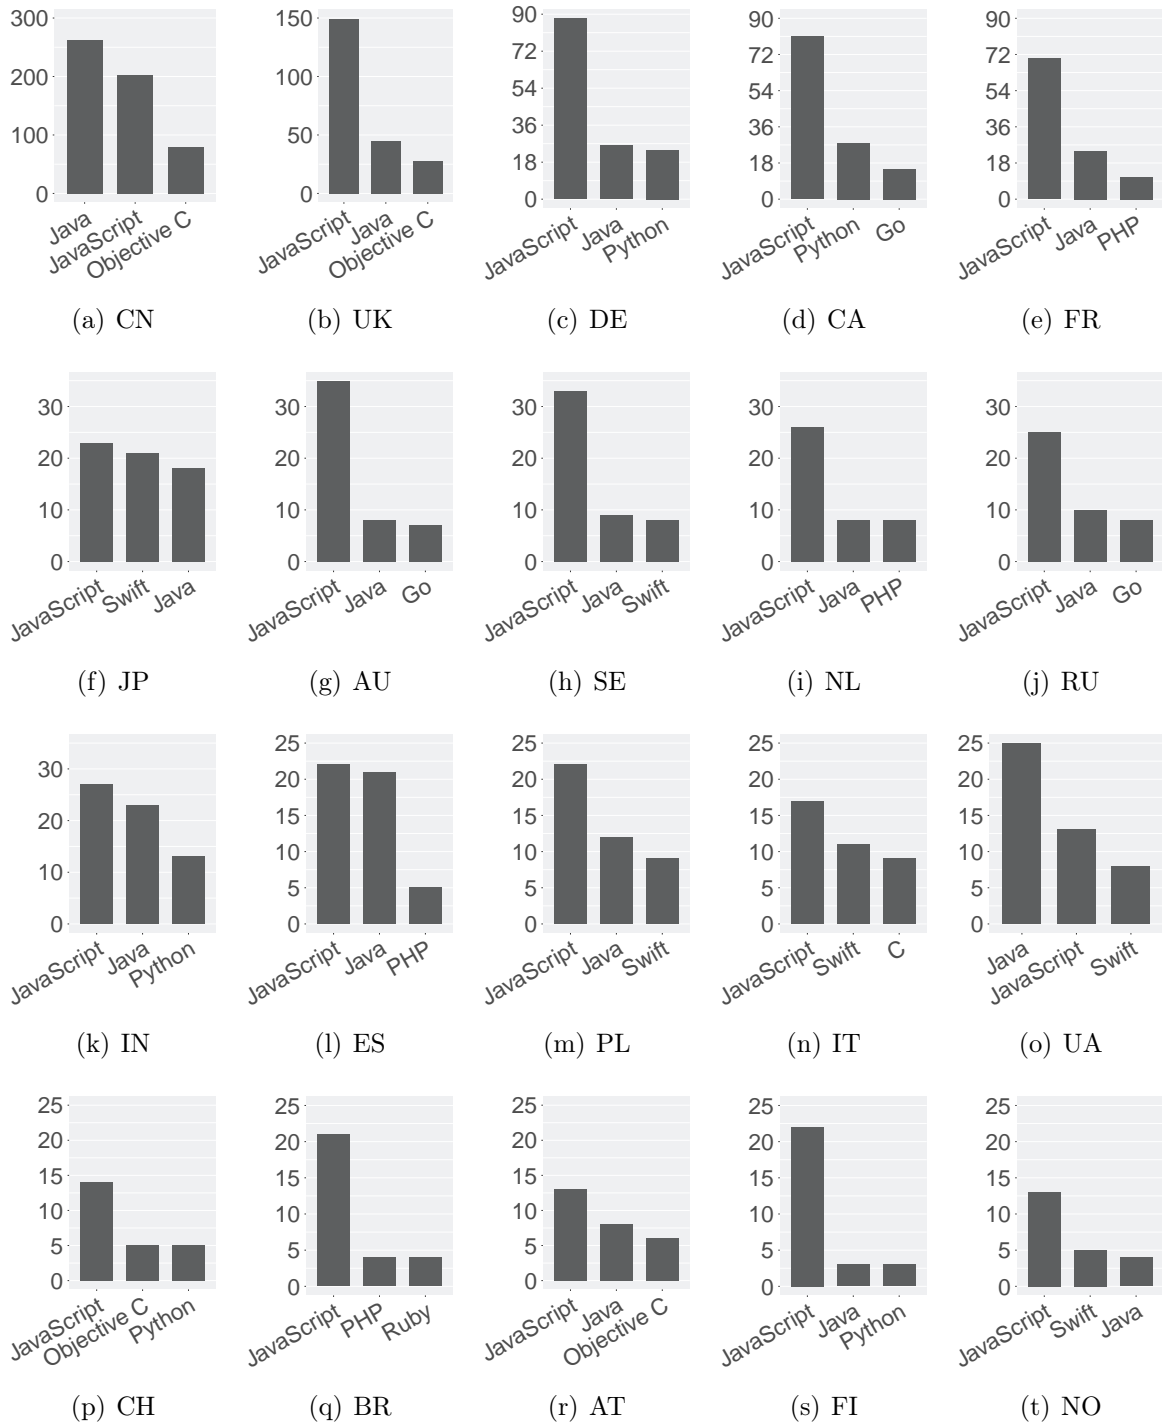 300
200
100
0
Java
JavaScript
Objective C
(a) CN
150
100
50
0
JavaScript
Java
Objective C
(b) UK
90
72
54
36
18
0
JavaScript
Java
Python
(c) DE
90
72
54
36
18
0
JavaScript
Python
Go
(d) CA
90
72
54
36
18
0
JavaScript
Java
PHP
(e) FR
30
20
10
0
JavaScript
Swift
Java
(f) JP
30
20
10
0
JavaScript
Java
Go
(g) AU
30
20
10
0
JavaScript
Java
Swift
(h) SE
30
20
10
0
JavaScript
Java
PHP
(i) NL
30
20
10
0
JavaScript
Java
Go
(j) RU
30
20
10
0
JavaScript
Java
Python
(k) IN
25
20
15
10
5
0
JavaScript
Java
PHP
(l) ES
25
20
15
10
5
0
JavaScript
Java
Swift
(m) PL
25
20
15
10
5
0
JavaScript
Swift
C
(n) IT
25
20
15
10
5
0
Java
JavaScript
Swift
(o) UA
25
20
15
10
5
0
JavaScript
Objective C
Python
(p) CH
25
20
15
10
5
0
JavaScript
PHP
Ruby
(q) BR
25
20
15
10
5
0
JavaScript
Java
Objective C
(r) AT
25
20
15
10
5
0
JavaScript
Java
Python
(s) FI
25
20
15
10
5
0
JavaScript
Swift
Java
(t) NO